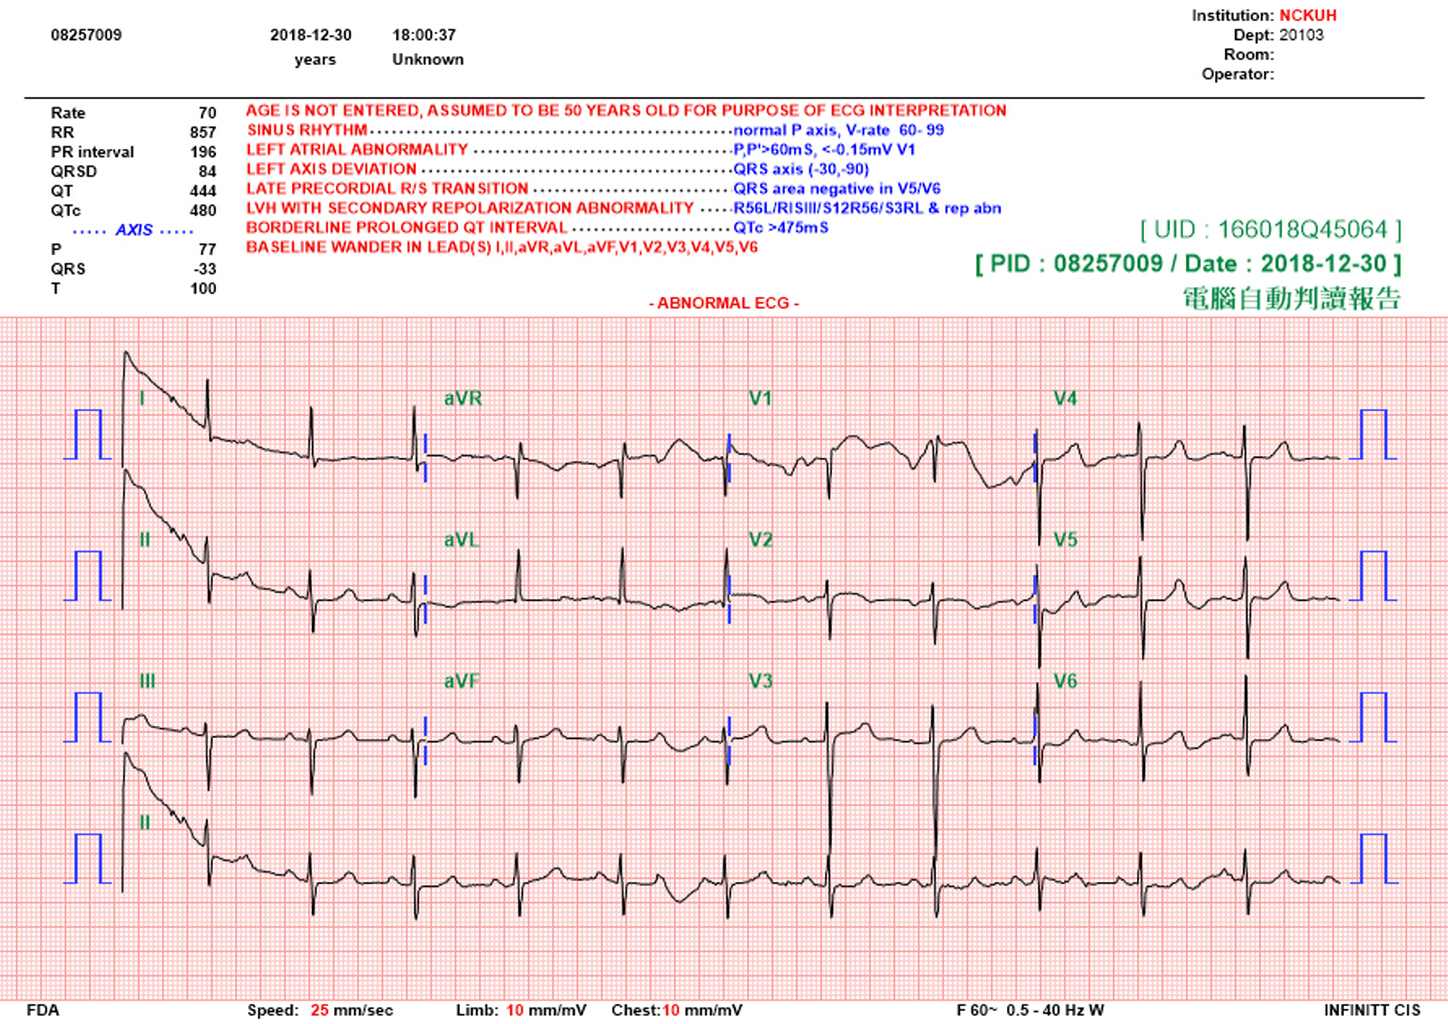 Institution: NCKUH
08257009 2018-12-30 18:00:37 Dept: 20103
Room:
years Unknown
Operator:
Rate 70 AGE IS NOT ENTERED, ASSUMED TO BE 50 YEARS OLD FOR PURPOSE OF ECG INTERPRETATION
RR 857 SINUS RHYTHM normal P axis, V-rate 60- 99
PR interval 196 LEFT ATRIAL ABNORMALITY P,P'>60mS, <-0.15mV V1
QRSD 84 LEFT AXIS DEVIATION QRS axis (-30,-90)
QT 444 LATE PRECORDIAL R/S TRANSITION QRS area negative in V5/V6
QTc 480 LVH WITH SECONDARY REPOLARIZATION ABNORMALITY R56L/RISIII/S12R56/S3RL & rep abn
AXIS BORDERLINE PROLONGED QT INTERVAL QTc >475mS
P 77 BASELINE WANDER IN LEAD(S) I,II,aVR,aVL,aVF,V1,V2,V3,V4,V5,V6
QRS -33
T 100
[ UID : 166018Q45064 ]
[ PID : 08257009 / Date : 2018-12-30 ]
電腦自動判讀報告
- ABNORMAL ECG -
I aVR V1 V4
II aVL V2 V5
III aVF V3 V6
II
FDA Speed: 25 mm/sec Limb: 10 mm/mV Chest:10 mm/mV F 60~ 0.5 - 40 Hz W INFINITT CIS